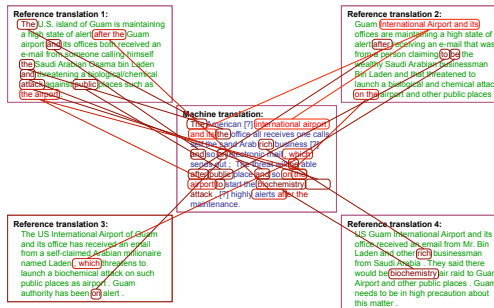 Reference translation 1:
The U.S. island of Guam is maintaining
a high state of alert after the Guam
airport and its offices both received an
e-mail from someone calling himself
the Saudi Arabian Osama bin Laden
and threatening a biological/chemical
attack against public places such as
the airport
Reference translation 2:
Guam International Airport and its
offices are maintaining a high state of
alert after receiving an e-mail that was
from a person claiming to be the
wealthy Saudi Arabian businessman
Bin Laden and that threatened to
launch a biological and chemical attack
on the airport and other public places
Machine translation:
The American [?] international airport
and its the office all receives one calls
self the sand Arab rich business [?]
and so on electronic mail , which
sends out ; The threat will be able
after public place and so on the
airport to start the biochemistry
attack , [?] highly alerts after the
maintenance.
Reference translation 3:
The US International Airport of Guam
and its office has received an email
from a self-claimed Arabian millionaire
named Laden , which threatens to
launch a biochemical attack on such
public places as airport . Guam
authority has been on alert .
Reference translation 4:
US Guam International Airport and its
office received an email from Mr. Bin
Laden and other rich businessman
from Saudi Arabia . They said there
would be biochemistry air raid to Guam
Airport and other public places . Guam
needs to be in high precaution about
this matter .